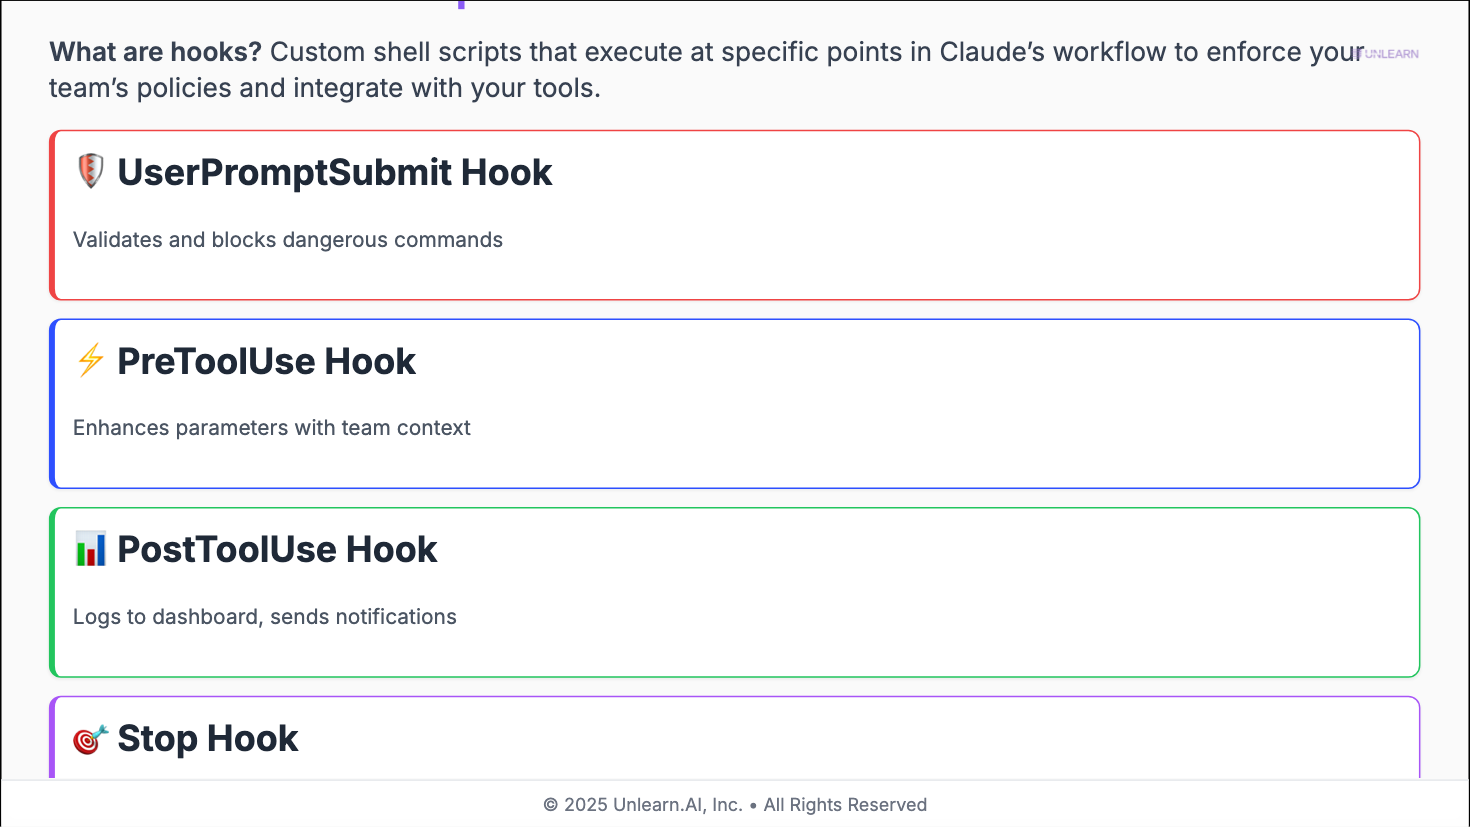 What are hooks? Custom shell scripts that execute at specific points in Claude’s workflow to enforce your
UNLEARN
team’s policies and integrate with your tools.
UserPromptSubmit Hook
Validates and blocks dangerous commands
PreToolUse Hook
Enhances parameters with team context
PostToolUse Hook
Logs to dashboard, sends notifications
Stop Hook
© 2025 Unlearn.AI, Inc. • All Rights Reserved